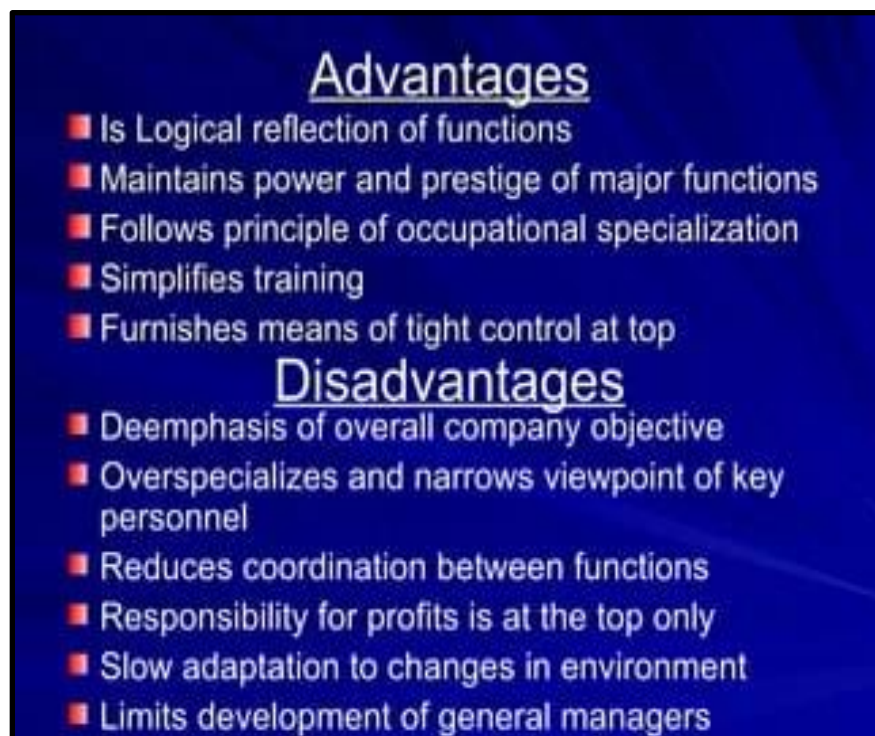 Advantages
Is Logical reflection of functions
Maintains power and prestige of major functions
Follows principle of occupational specialization
Simplifies training
Furnishes means of tight control at top
Disadvantages
Deemphasis of overall company objective
Overspecializes and narrows viewpoint of key
personnel
Reduces coordination between functions
Responsibility for profits is at the top only
Slow adaptation to changes in environment
Limits development of general managers